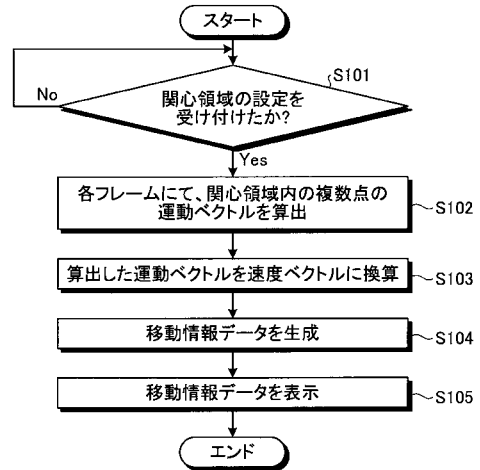 スタート
S101
関心領域の設定を
受け付けたか?
No
Yes
各フレームにて、関心領域内の複数点の
運動ベクトルを算出
S102
算出した運動ベクトルを速度ベクトルに換算
S103
移動情報データを生成
S104
移動情報データを表示
S105
エンド